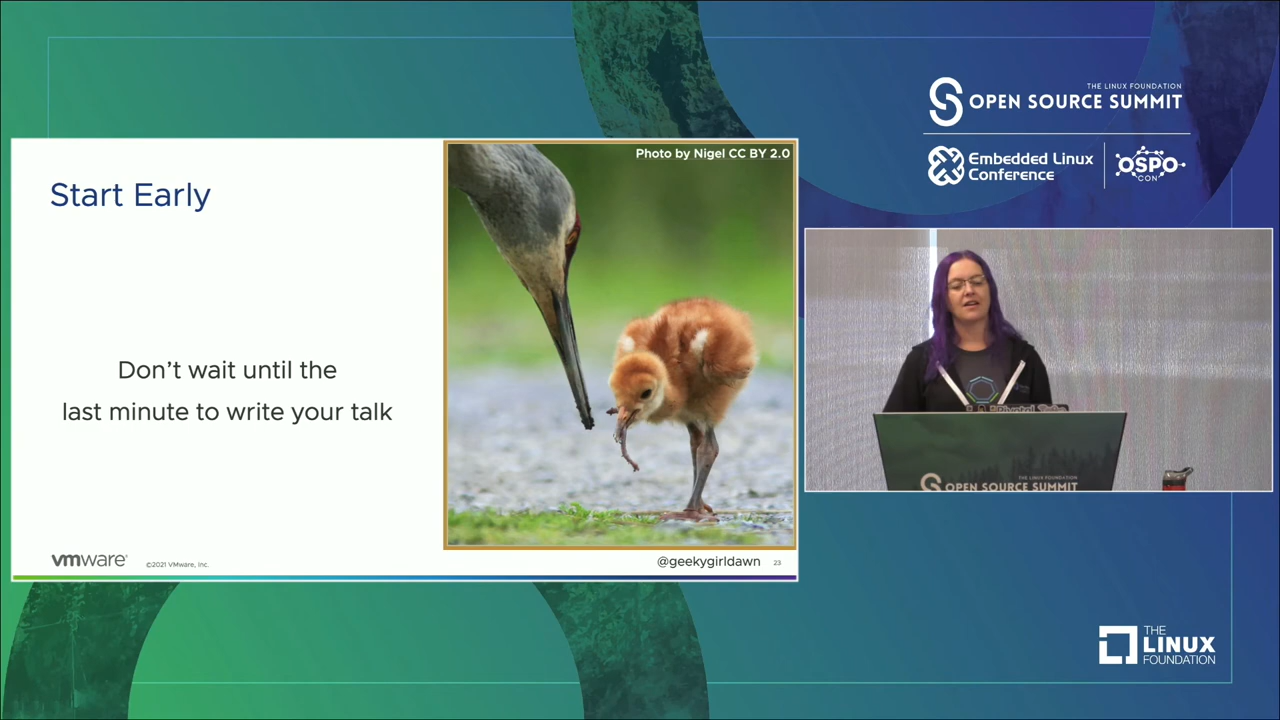 THE LINUX FOUNDATION
OPEN SOURCE SUMMIT
Embedded Linux
Conference
OSPO
CON
Photo by Nigel CC BY 2.0
Start Early
Don’t wait until the
last minute to write your talk
vmware®
©2021 VMware, Inc.
@geekygirldawn
23
THE LINUX FOUNDATION
OPEN SOURCE SUMMIT
THE
LINUX
FOUNDATION